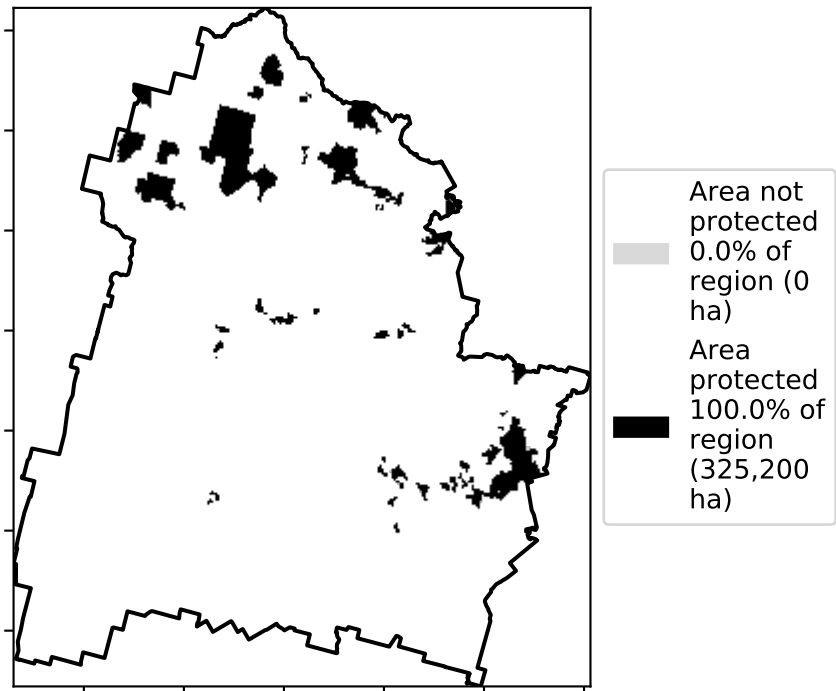 Area not
protected
0.0% of
region (0
ha)
Area
protected
100.0% of
region
(325,200
ha)